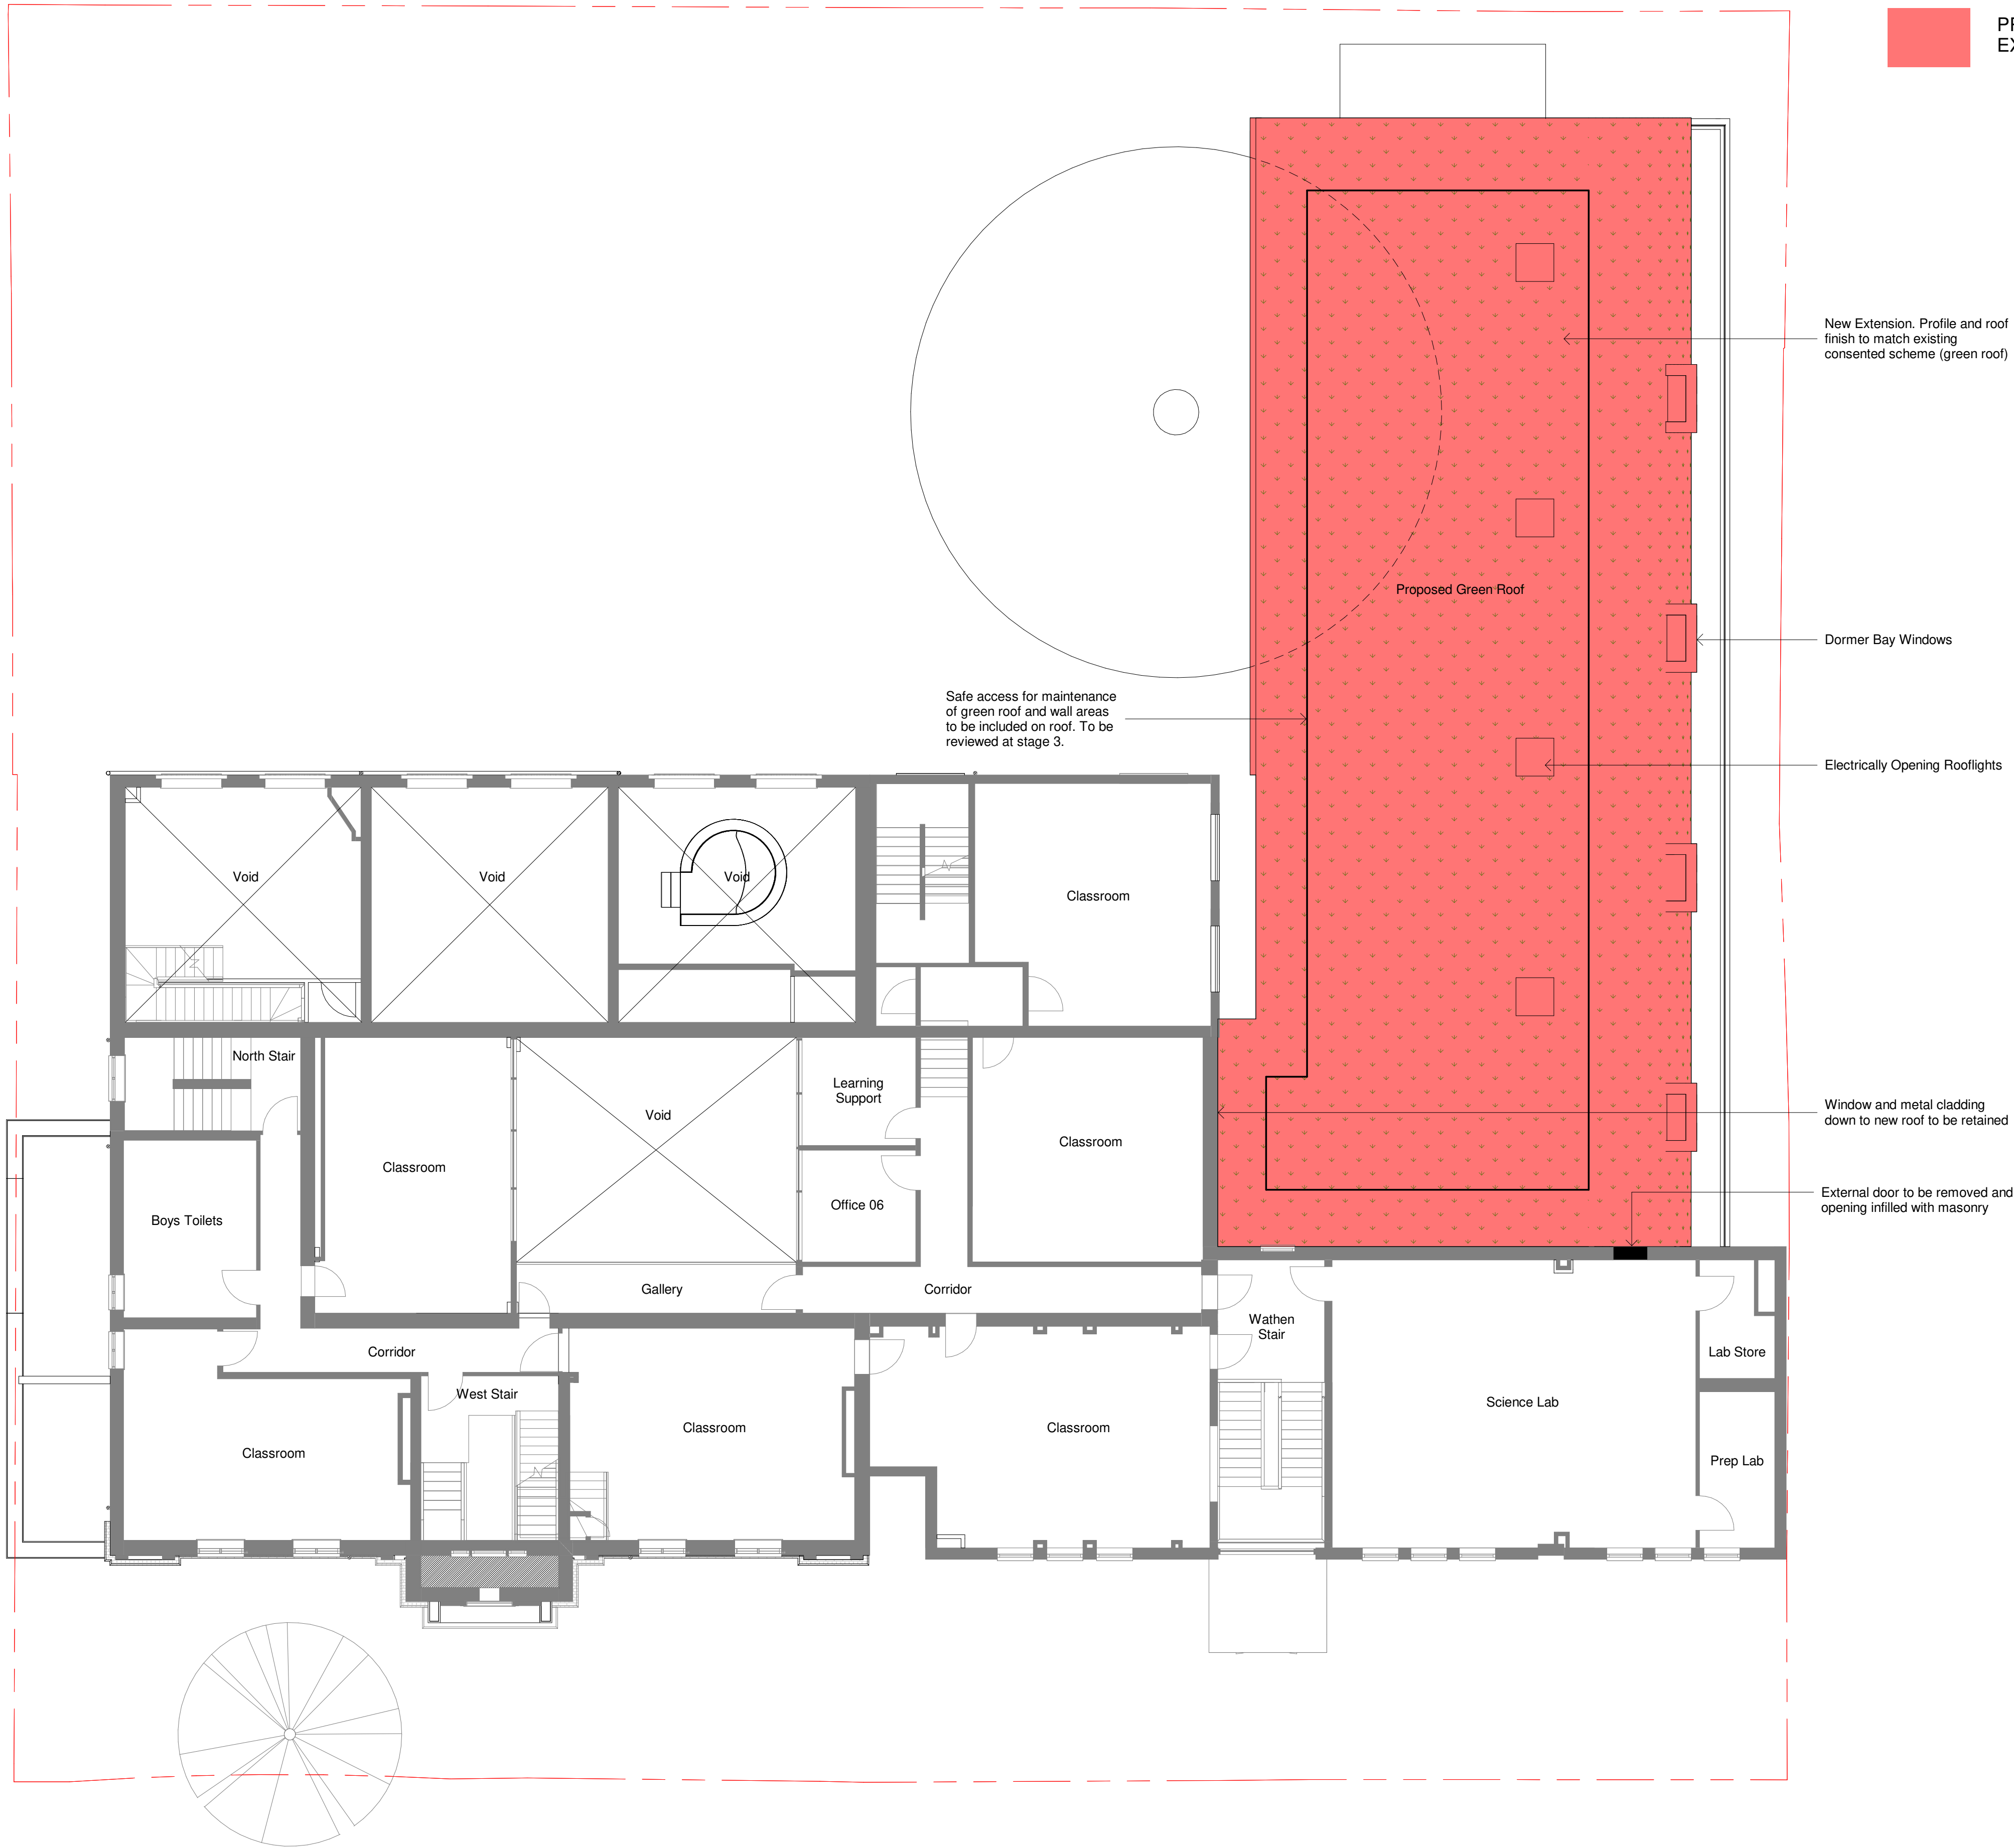 New Extension. Profile and roof
finish to match existing
consented scheme (green roof)
Proposed Green Roof
Dormer Bay Windows
Safe access for maintenance
of green roof and wall areas
to be included on roof. To be
reviewed at stage 3.
Electrically Opening Rooflights
Void
Void
Void
Classroom
North Stair
Learning
Support
Void
Classroom
Window and metal cladding
down to new roof to be retained
Classroom
Office 06
Boys Toilets
External door to be removed and
opening infilled with masonry
Gallery
Corridor
Wathen
Stair
Corridor
Lab Store
West Stair
Science Lab
Classroom
Classroom
Classroom
Prep Lab